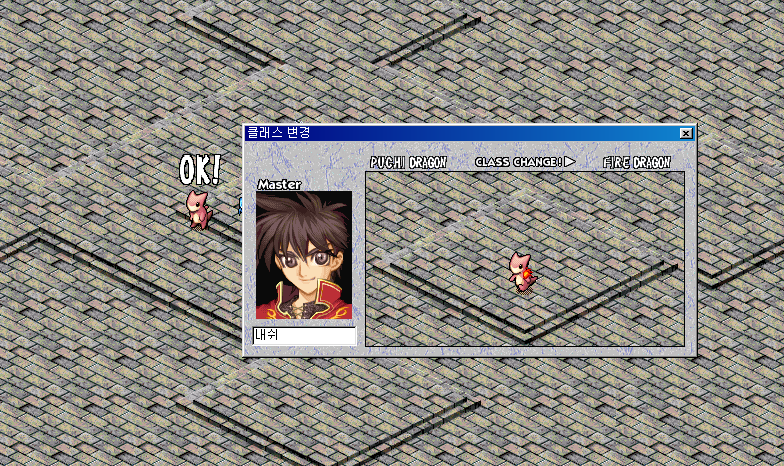 클래스 변경
PUCHI DRAGON CLASS CHANGE! FIRE DRAGON
OK!
Master
내쉬